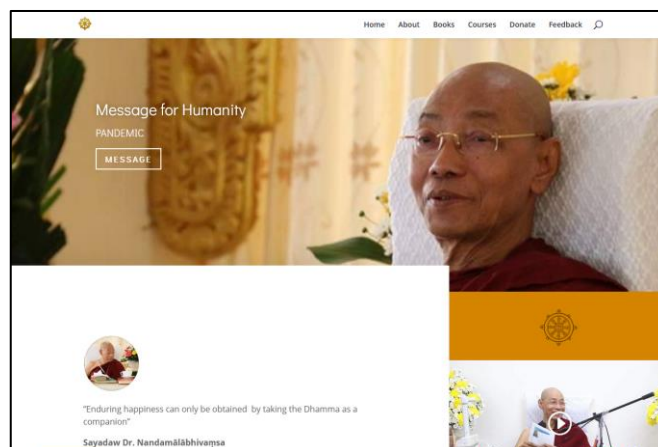 Home About Books Courses Donate Feedback
Message for Humanity
PANDEMIC
MESSAGE
“Enduring happiness can only be obtained by taking the Dhamma as a
companion”
Sayadaw Dr. Nandamālābhivaṃsa